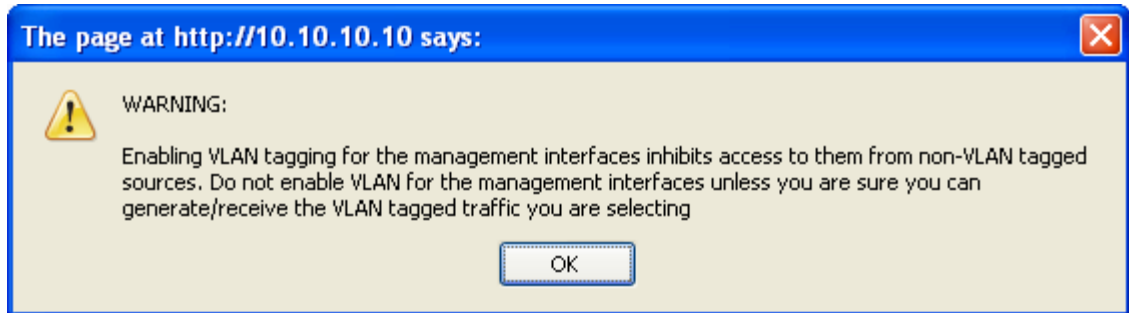 The page at http://10.10.10.10 says:
WARNING:
Enabling VLAN tagging for the management interfaces inhibits access to them from non-VLAN tagged
sources. Do not enable VLAN for the management interfaces unless you are sure you can
generate/receive the VLAN tagged traffic you are selecting
OK